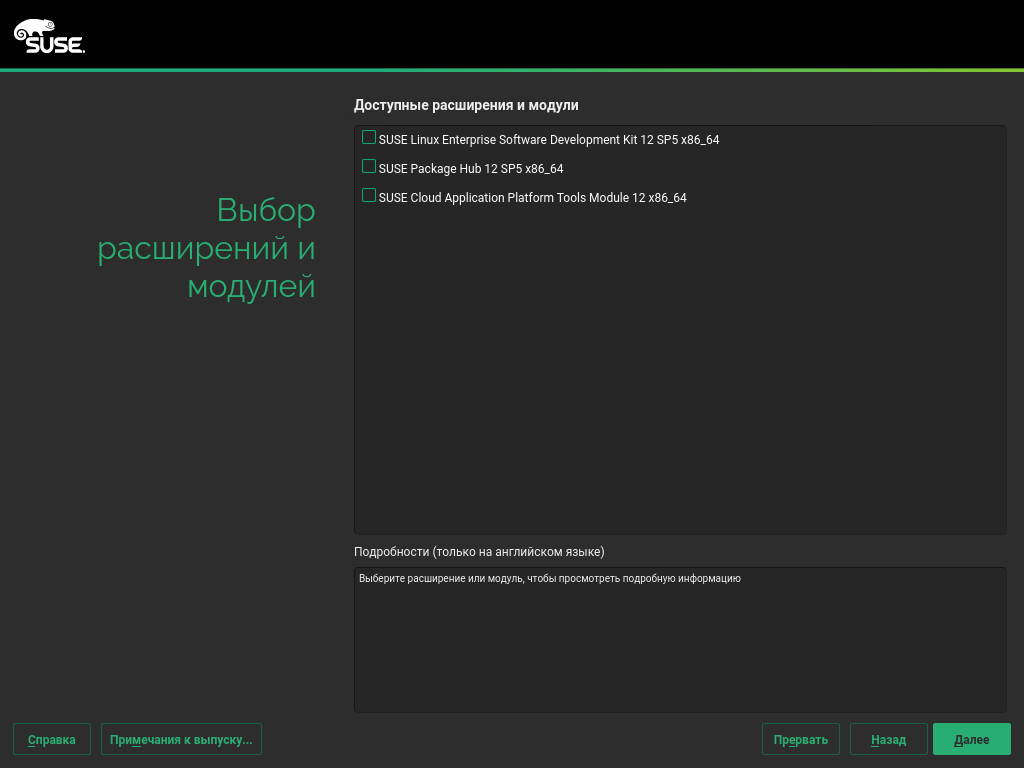 SUSE.
Доступные расширения и модули
SUSE Linux Enterprise Software Development Kit 12 SP5 x86_64
SUSE Package Hub 12 SP5 x86_64
SUSE Cloud Application Platform Tools Module 12 x86_64
Выбор
расширений и
модулей
Подробности (только на английском языке)
Выберите расширение или модуль, чтобы просмотреть подробную информацию
Справка
Примечания к выпуску...
Прервать
Назад
Далее